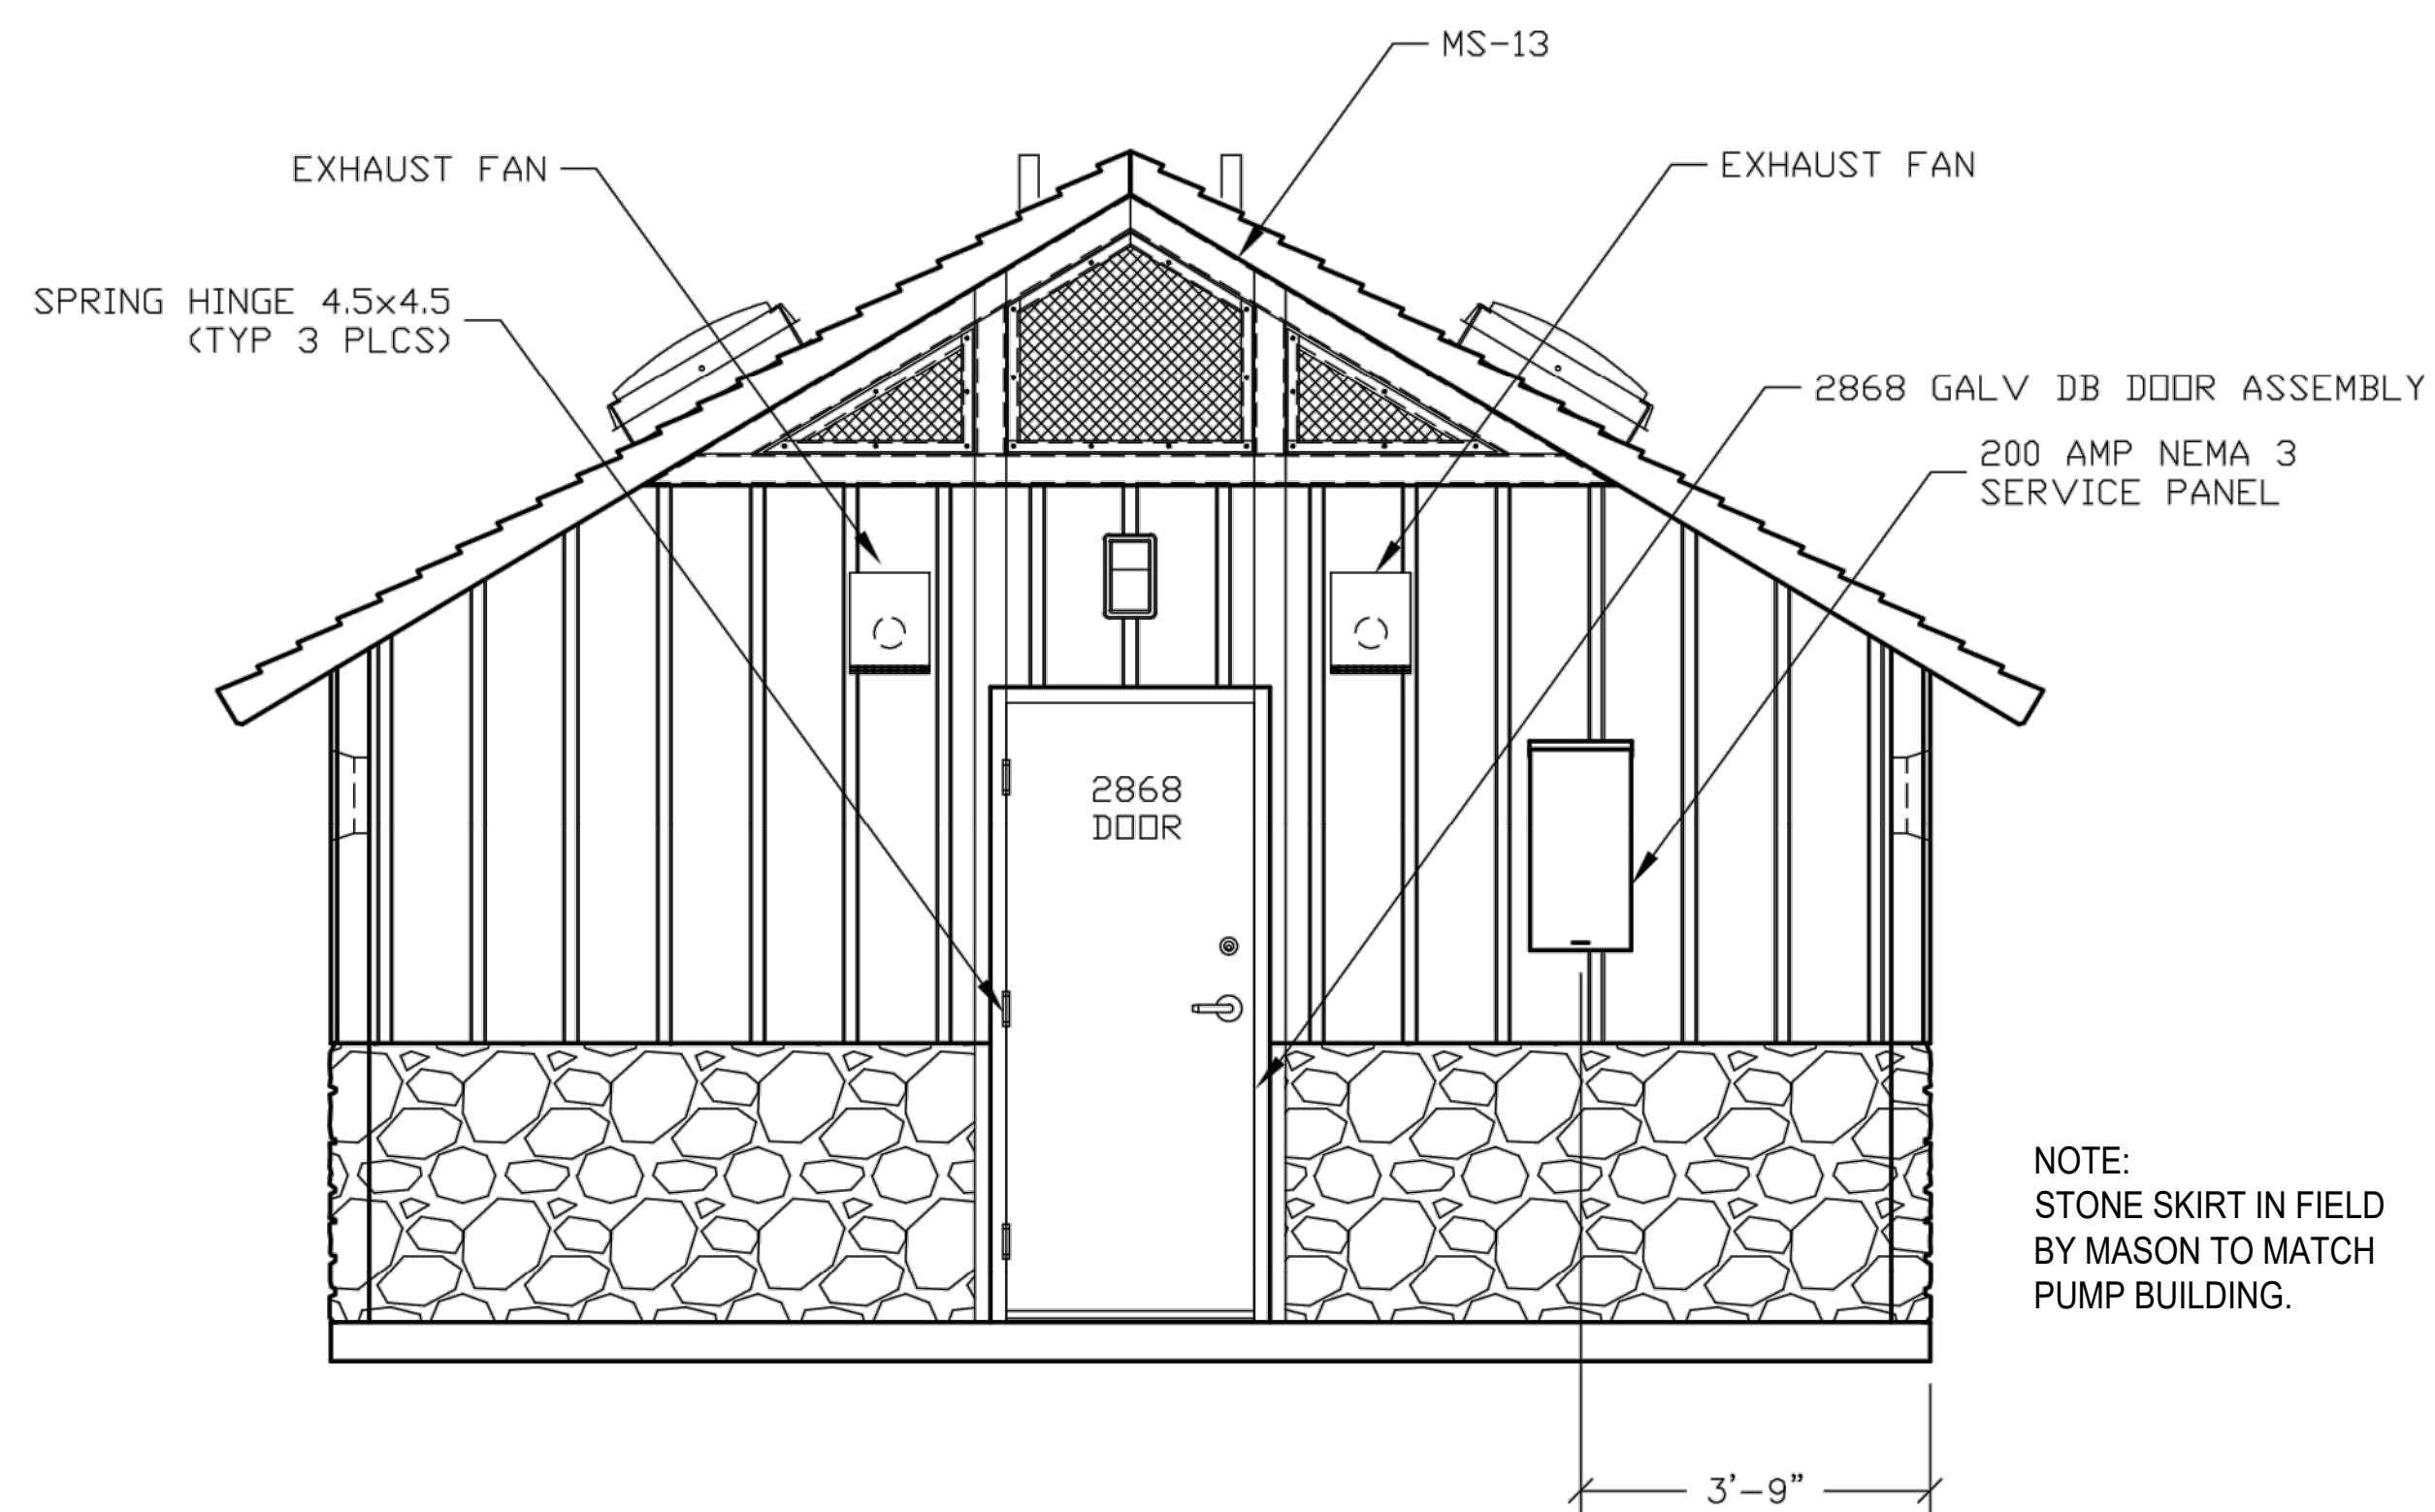 MS-13
EXHAUST FAN
EXHAUST FAN
SPRING HINGE 4.5x4.5
(TYP 3 PLCS)
2868 GALV DB DOOR ASSEMBLY
200 AMP NEMA 3
SERVICE PANEL
2868
DOOR
NOTE:
STONE SKIRT IN FIELD
BY MASON TO MATCH
PUMP BUILDING.
3'-9"